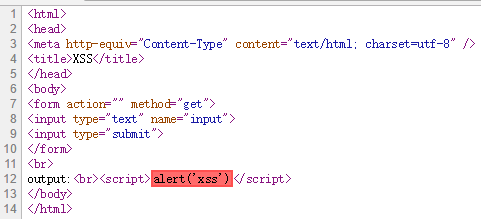 1 <html>
2 <head>
3 <meta http-equiv="Content-Type" content="text/html; charset=utf-8" />
4 <title>XSS</title>
5 </head>
6 <body>
7 <form action="" method="get">
8 <input type="text" name="input">
9 <input type="submit">
10 </form>
11 <br>
12 output:<br><script>alert('xss')</script>
13 </body>
14 </html>